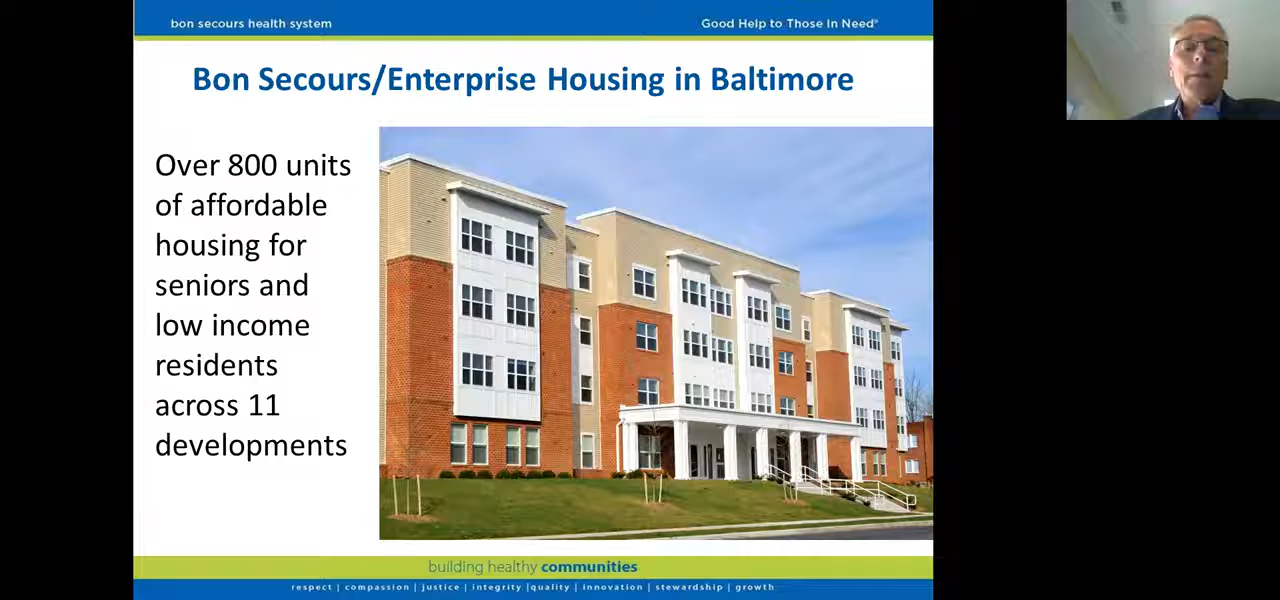 bon secours health system
Good Help to Those In Need®
Bon Secours/Enterprise Housing in Baltimore
Over 800 units
of affordable
housing for
seniors and
low income
residents
across 11
developments
building healthy communities
respect | compassion | justice | integrity |quality | innovation | stewardship | growth